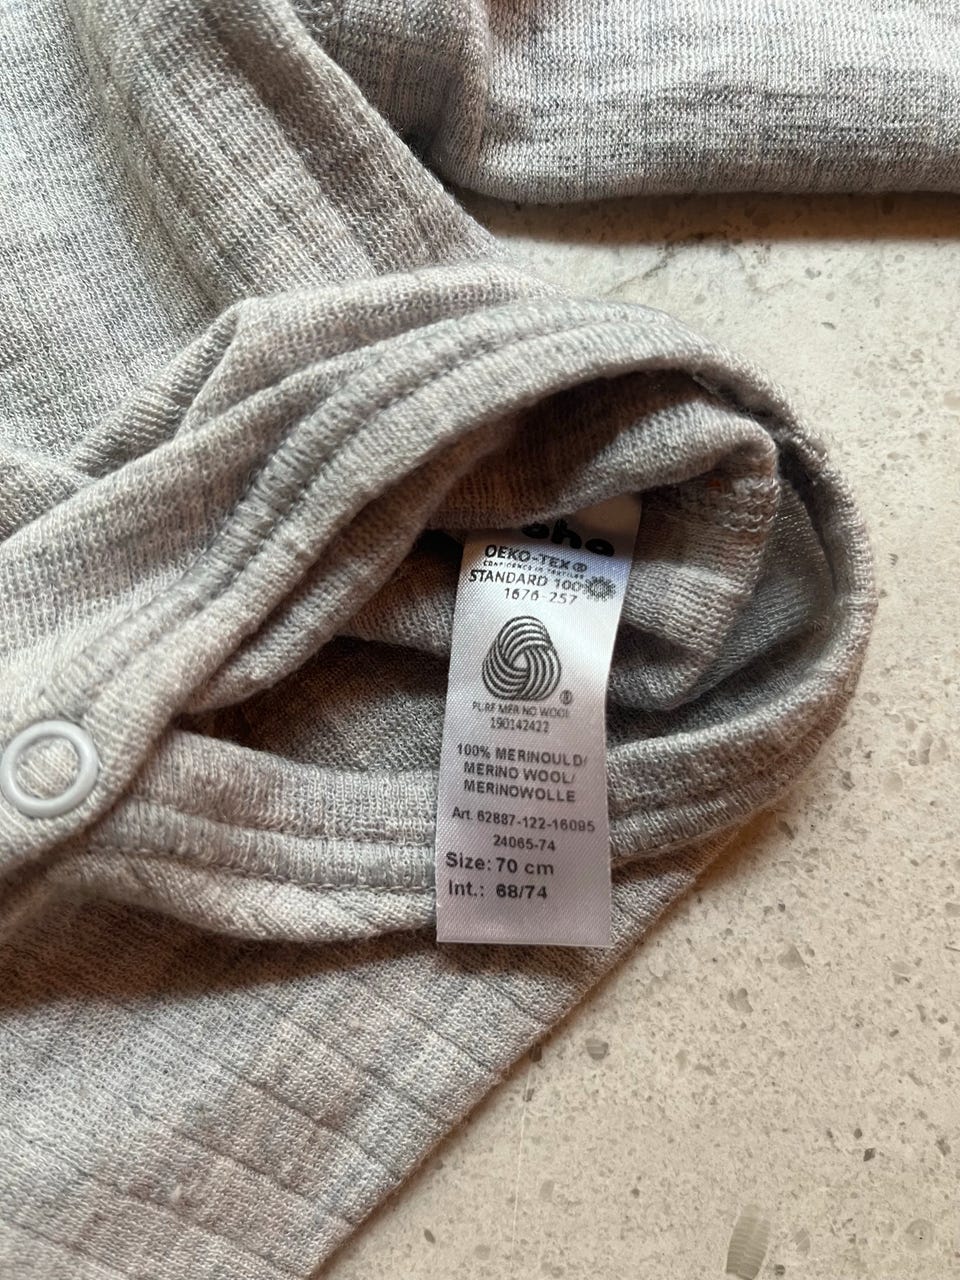 OEKO-TEX®
CONFIDENCE IN TEXTILES
STANDARD 100
1676-257
®
PURE MERINO WOOL
190142422
100% MERINOULD/
MERINO WOOL/
MERINOWOLLE
Art. 62887-122-16095
24065-74
Size: 70 cm
Int.: 68/74